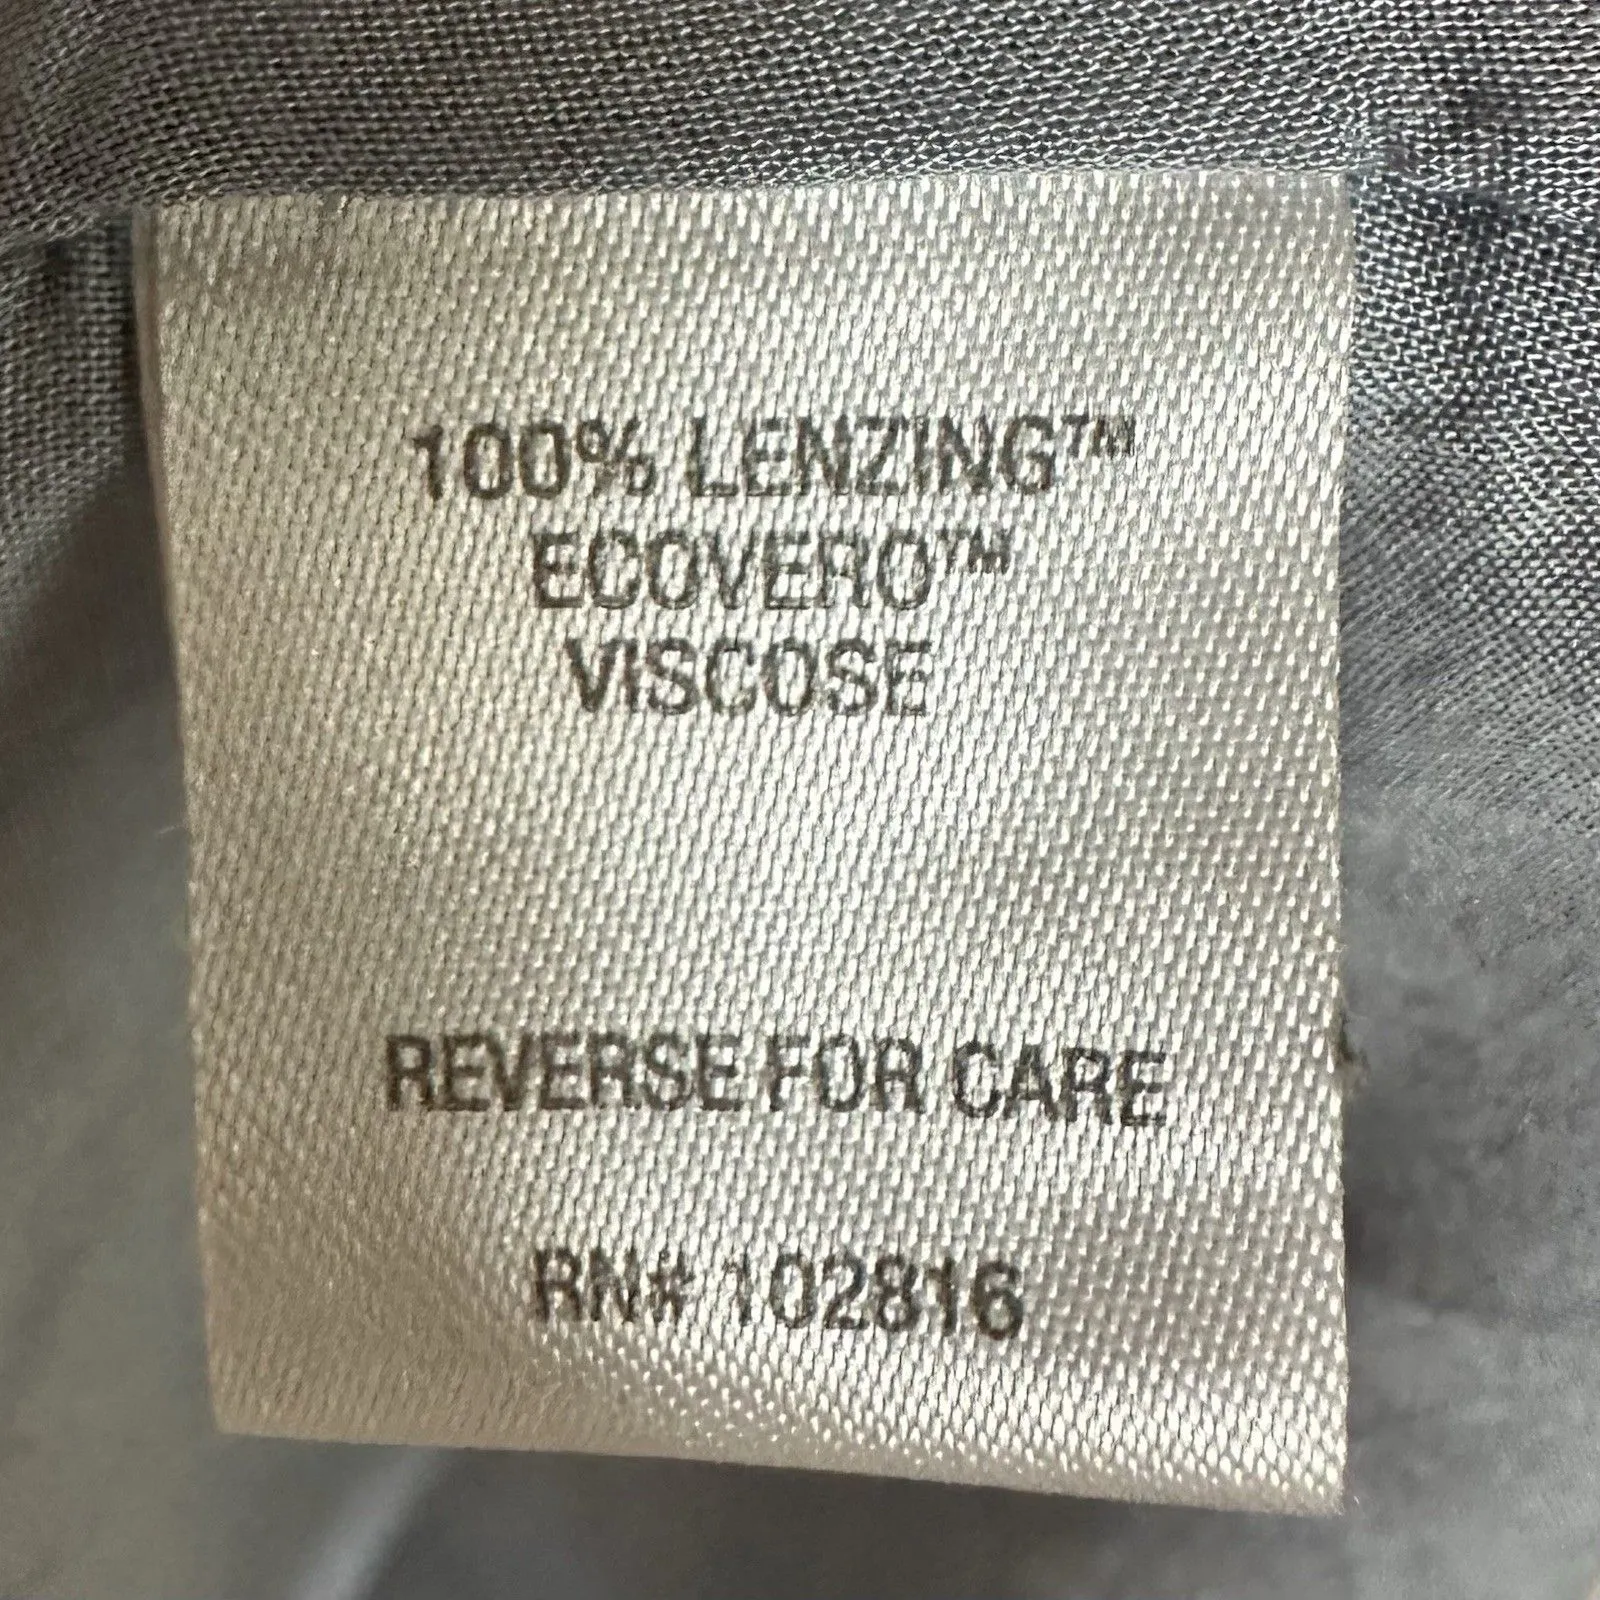 100% LENZING™
ECOVERO™
VISCOSE
REVERSE FOR CARE
RN# 102816